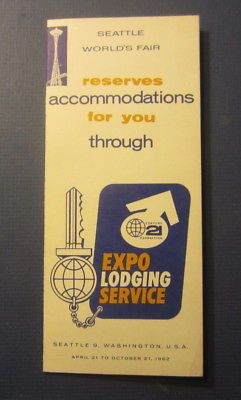 SEATTLE
WORLD'S FAIR
reserves
accommodations
for you
through
CENTURY
21
EXPOSITION
EXPO
LODGING
SERVICE
SEATTLE 9, WASHINGTON, U.S.A.
APRIL 21 TO OCTOBER 21, 1962